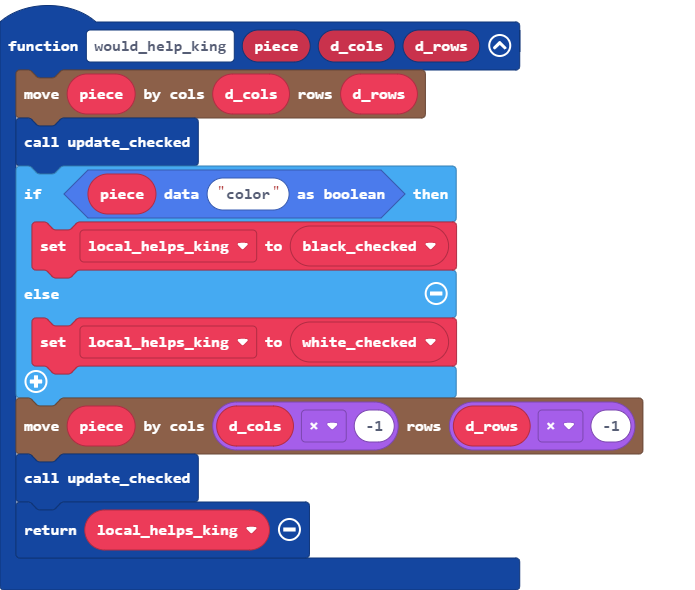 function would_help_king piece d_cols d_rows
move piece by cols d_cols rows d_rows
call update_checked
if piece data "color" as boolean then
set local_helps_king to black_checked
else
set local_helps_king to white_checked
move piece by cols d_cols × -1 rows d_rows × -1
call update_checked
return local_helps_king